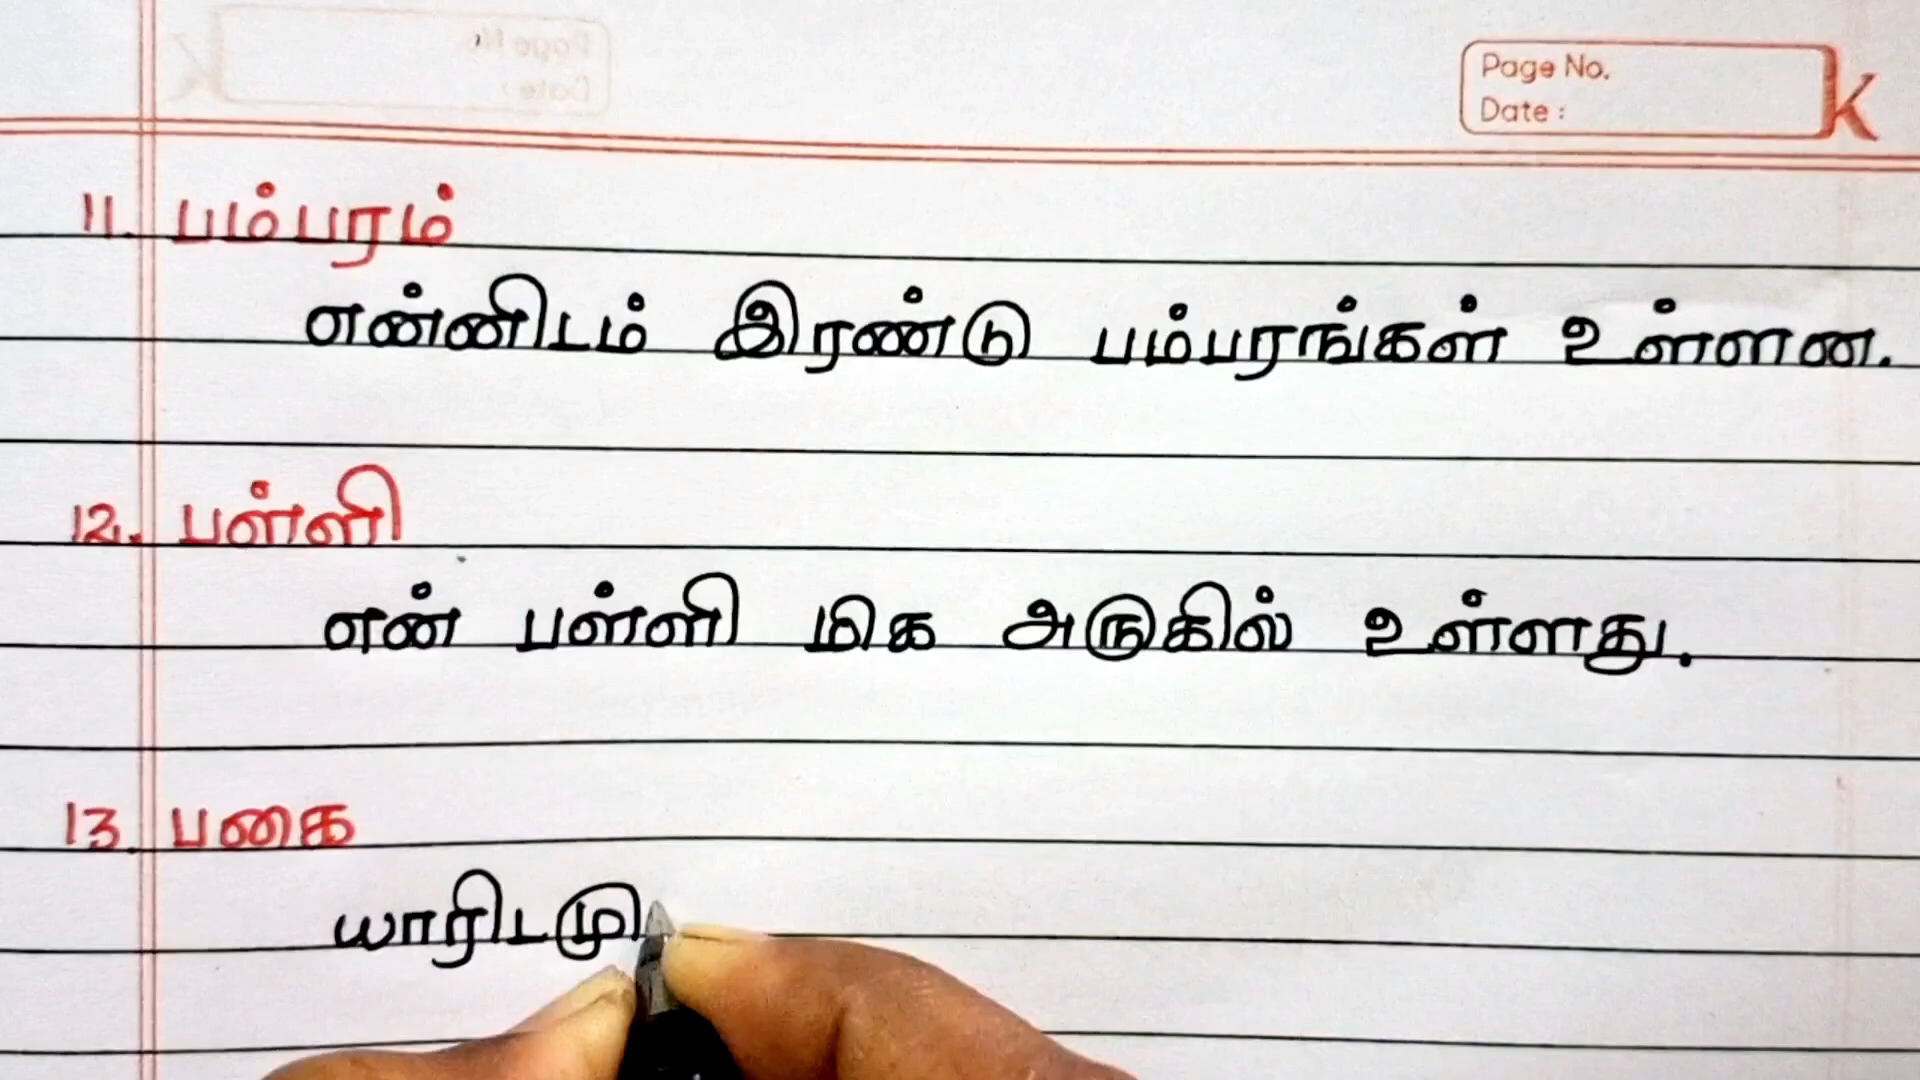 Page No.
Date :
11. பம்பரம்
என்னிடம் இரண்டு பம்பரங்கள் உள்ளன.
12. பள்ளி
என் பள்ளி மிக அருகில் உள்ளது.
13. பகை
யாரிடமு